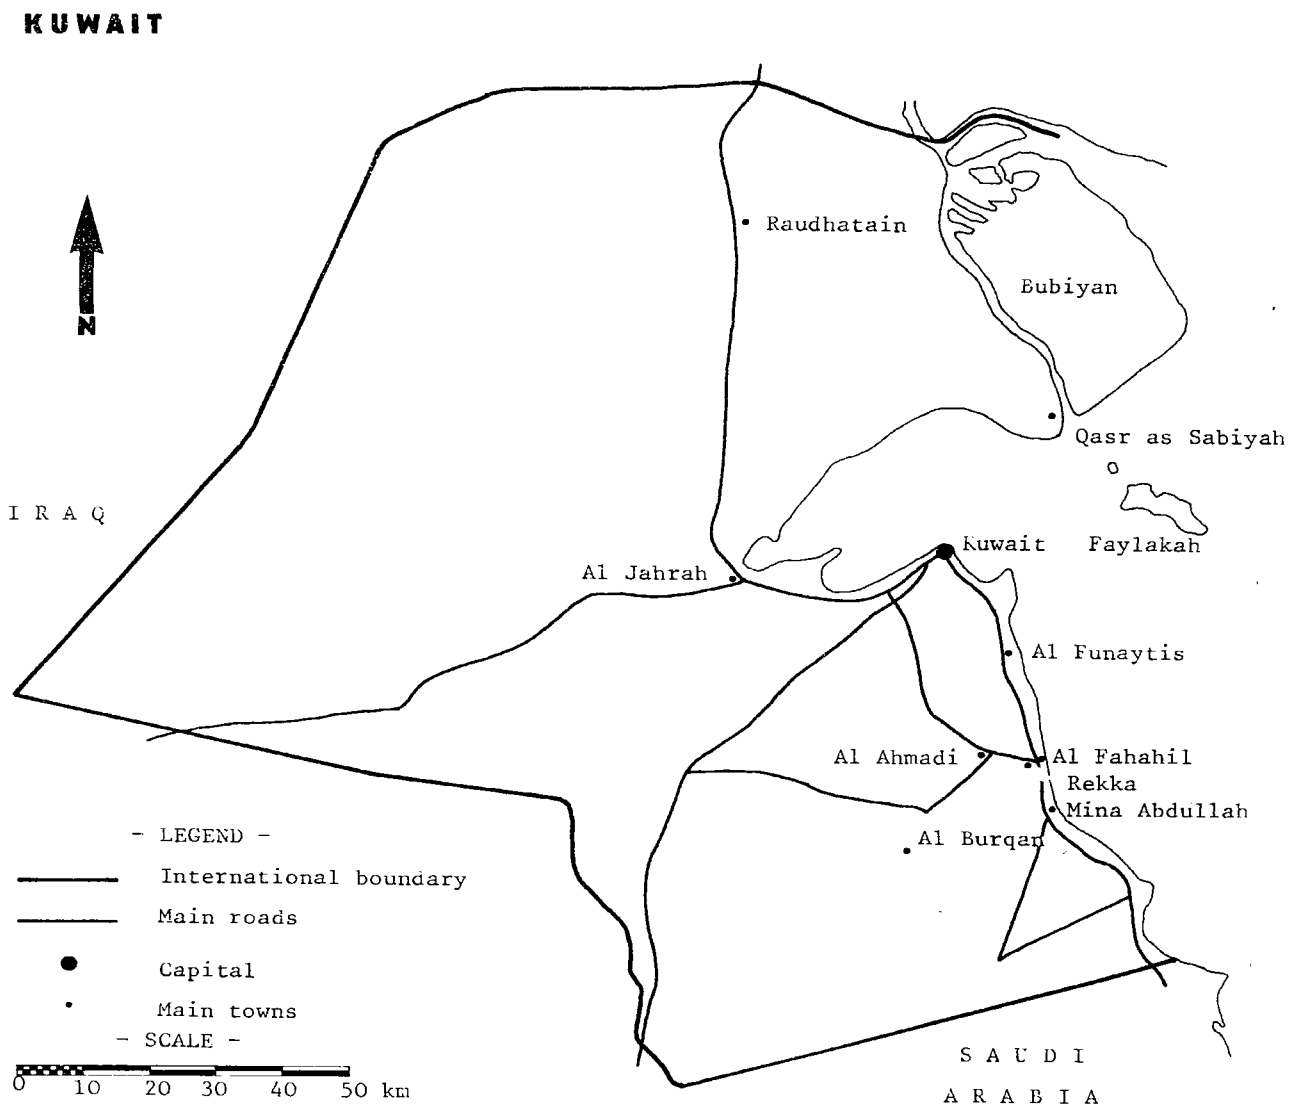 KUWAIT
N
Raudhatain
Bubiyan
Qasr as Sabiyah
IRAQ
Kuwait
Faylakah
Al Jahrah
Al Funaytis
Al Ahmadi
Al Fahahil
Rekka
Mina Abdullah
Al Burqan
- LEGEND -
International boundary
Main roads
Capital
Main towns
- SCALE -
0 10 20 30 40 50 km
SAUDI
ARABIA